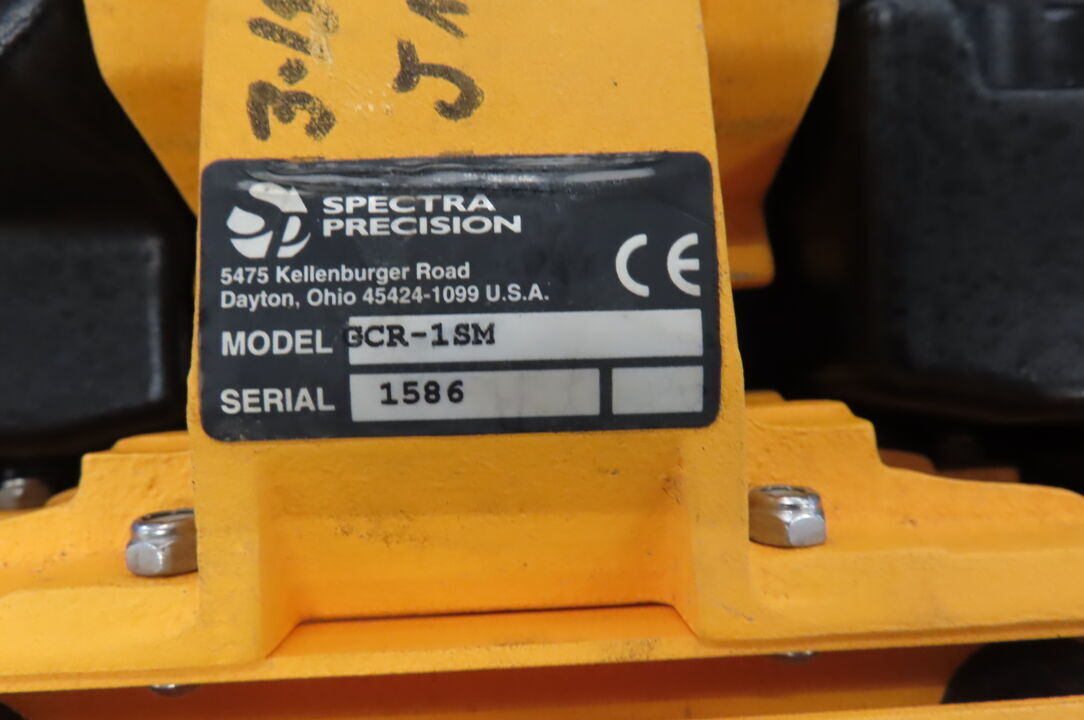 SPECTRA
PRECISION
5475 Kellenburger Road
Dayton, Ohio 45424-1099 U.S.A.
CE
MODEL GCR-1SM
SERIAL 1586